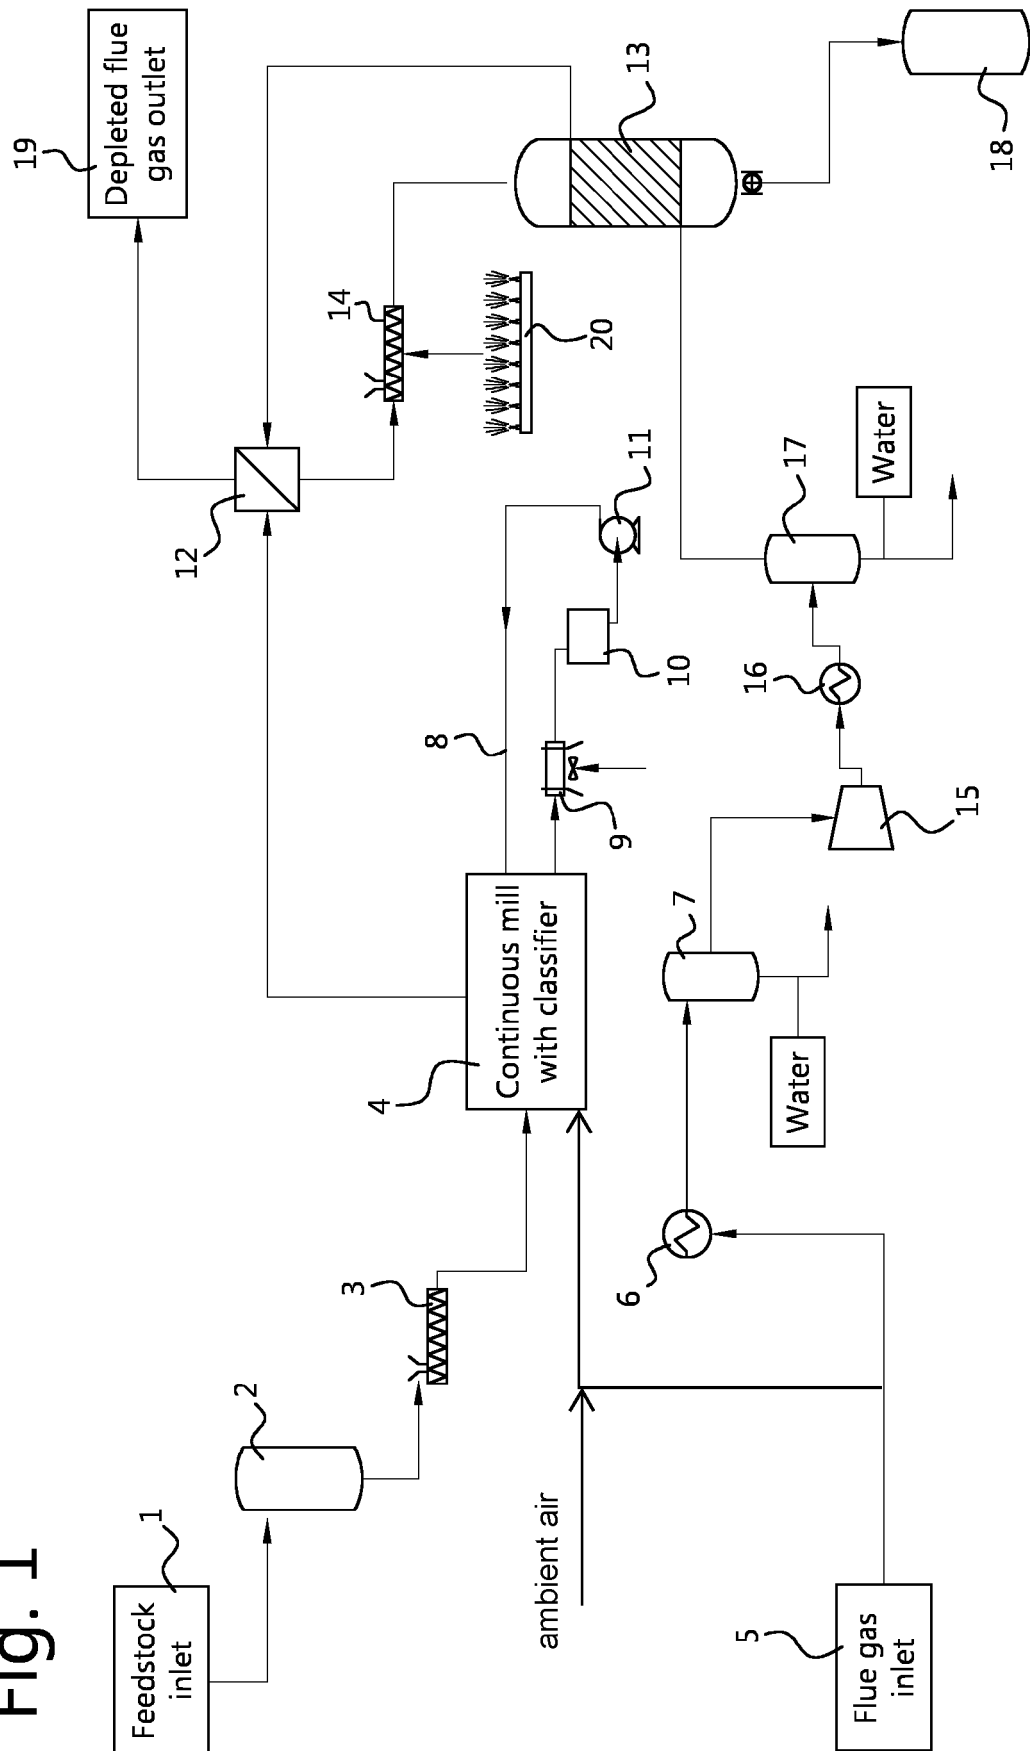 Fig. 1
19
Depleted flue
gas outlet
1
Feedstock
inlet
12
2
14
3
4
8
Continuous mill
with classifier
ambient air
20
9
6
13
11
10
7
5
16
17
Water
Flue gas
inlet
Water
15
18